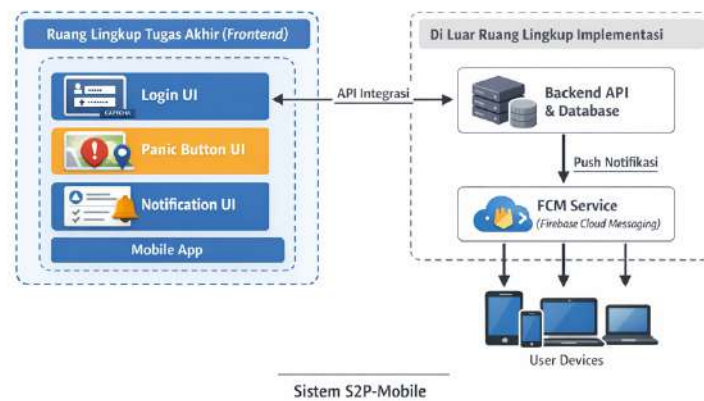 Ruang Lingkup Tugas Akhir (Frontend)
Login UI
CAPTCHA
Panic Button UI
Notification UI
Mobile App
API Integrasi
Di Luar Ruang Lingkup Implementasi
Backend API
& Database
Push Notifikasi
FCM Service
(Firebase Cloud Messaging)
User Devices
Sistem S2P-Mobile